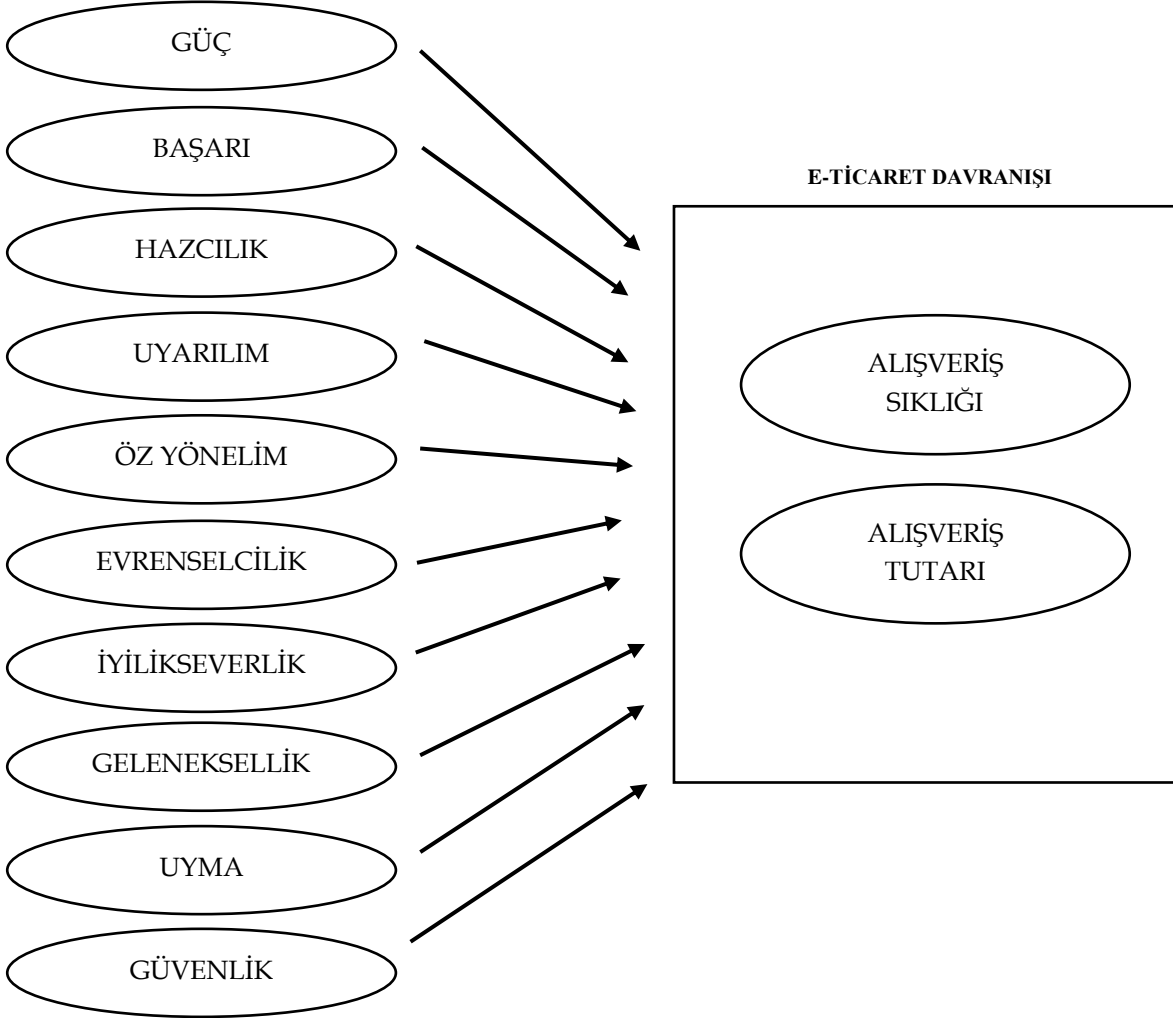 GÜÇ
BAŞARI
HAZCILIK
UYARILIM
ÖZ YÖNELİM
EVRENSELCİLİK
İYİLİKSEVERLİK
GELENEKSELLİK
UYMA
GÜVENLİK
E-TİCARET DAVRANIŞI
ALIŞVERİŞ
SIKLIĞI
ALIŞVERİŞ
TUTARI